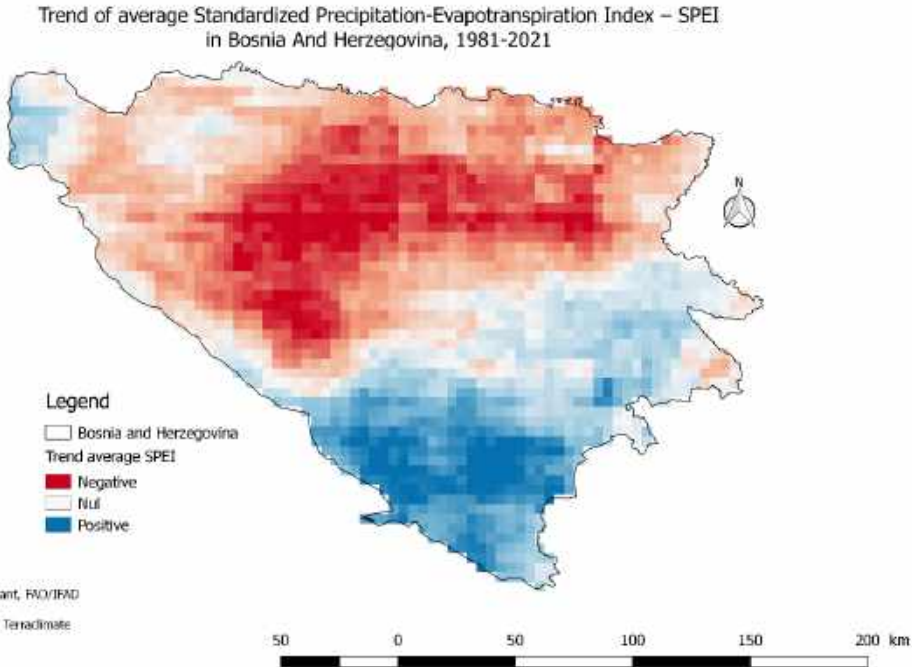 Trend of average Standardized Precipitation-Evapotranspiration Index – SPEI
in Bosnia And Herzegovina, 1981-2021
N
Legend
Bosnia and Herzegovina
Trend average SPEI
Negative
Nul
Positive
ant, FAO/IFAD
Terraclimate
50 0 50 100 150 200 km